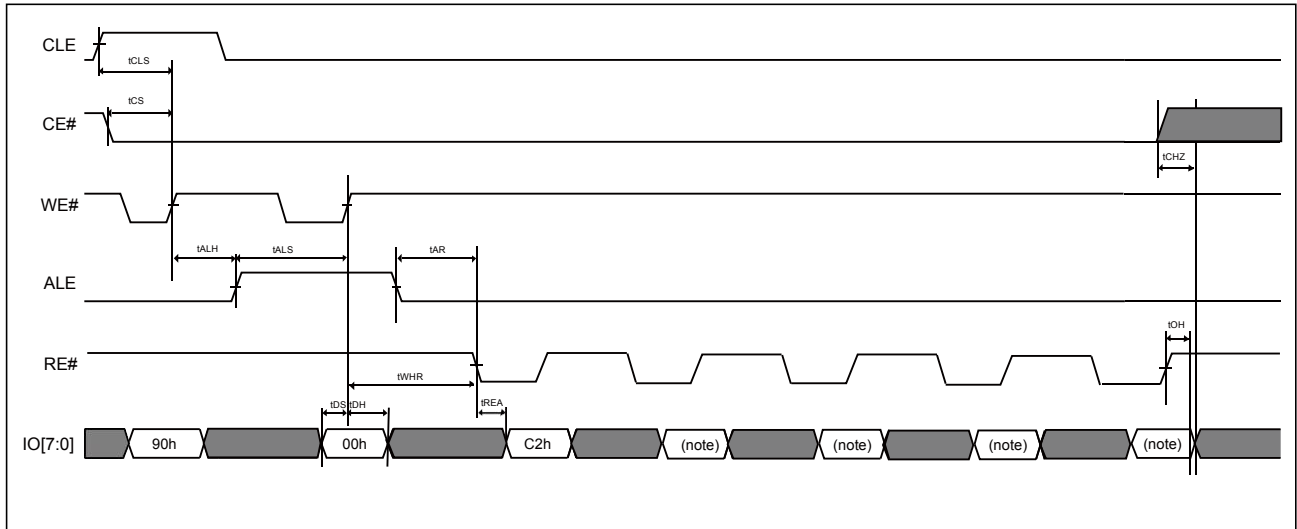 CLE
tCLS
tCS
CE#
tCHZ
WE#
tALH tALS tAR
ALE
tOH
RE#
tWHR
tREA
tDS tDH
IO[7:0] 90h 00h C2h (note) (note) (note) (note)